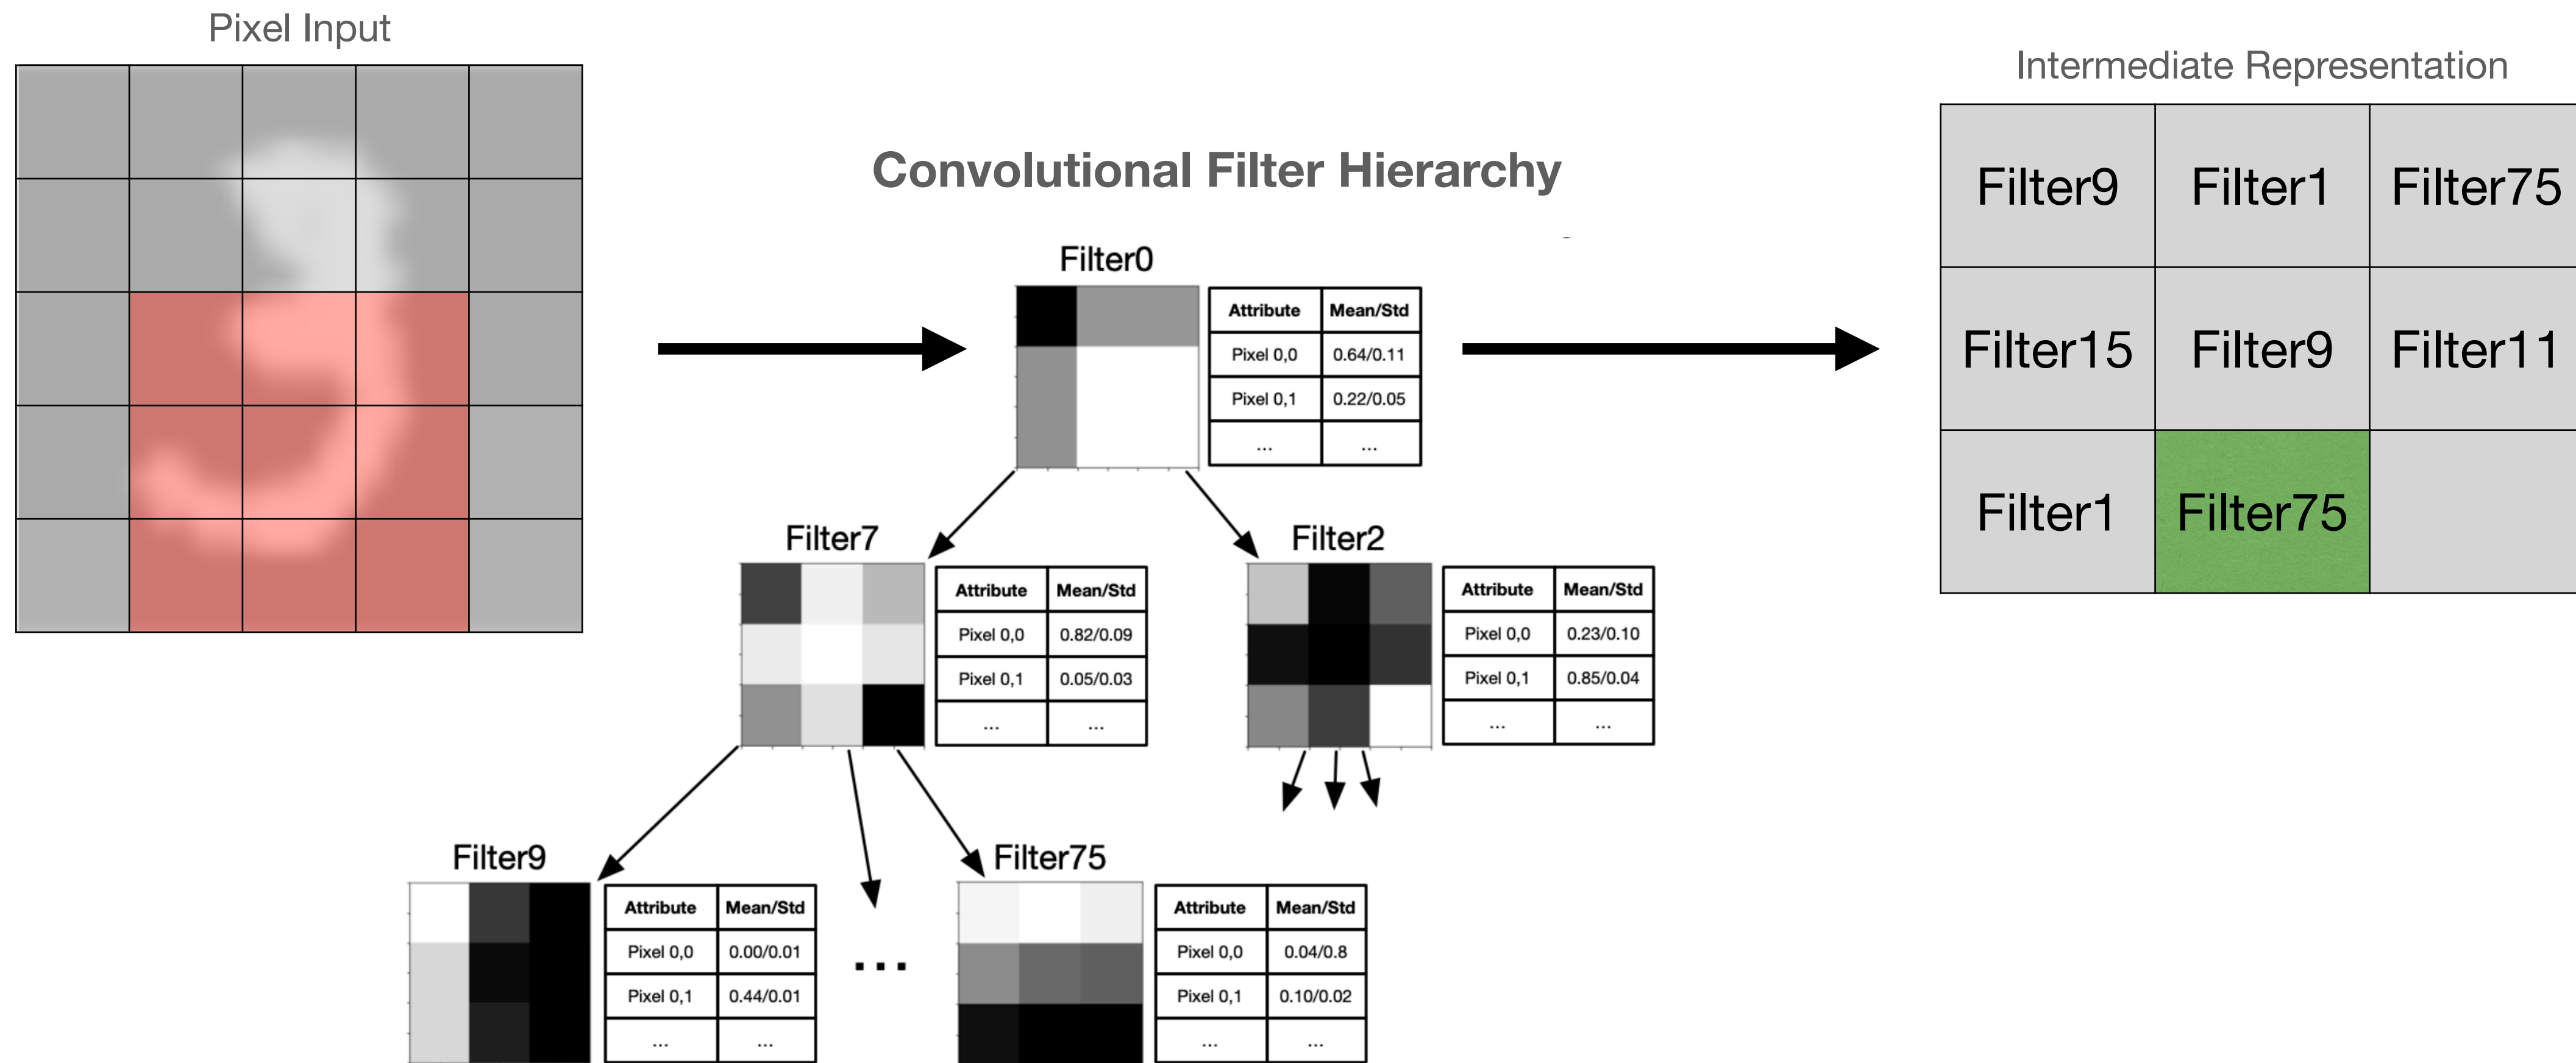 Pixel Input
Convolutional Filter Hierarchy
Intermediate Representation
Filter9 Filter1 Filter75
Filter15 Filter9 Filter11
Filter1 Filter75
Filter0
Attribute Mean/Std
Pixel 0,0 0.64/0.11
Pixel 0,1 0.22/0.05
... ...
Filter7
Attribute Mean/Std
Pixel 0,0 0.82/0.09
Pixel 0,1 0.05/0.03
... ...
Filter2
Attribute Mean/Std
Pixel 0,0 0.23/0.10
Pixel 0,1 0.85/0.04
... ...
Filter9
Attribute Mean/Std
Pixel 0,0 0.00/0.01
Pixel 0,1 0.44/0.01
... ...
...
Filter75
Attribute Mean/Std
Pixel 0,0 0.04/0.8
Pixel 0,1 0.10/0.02
... ...